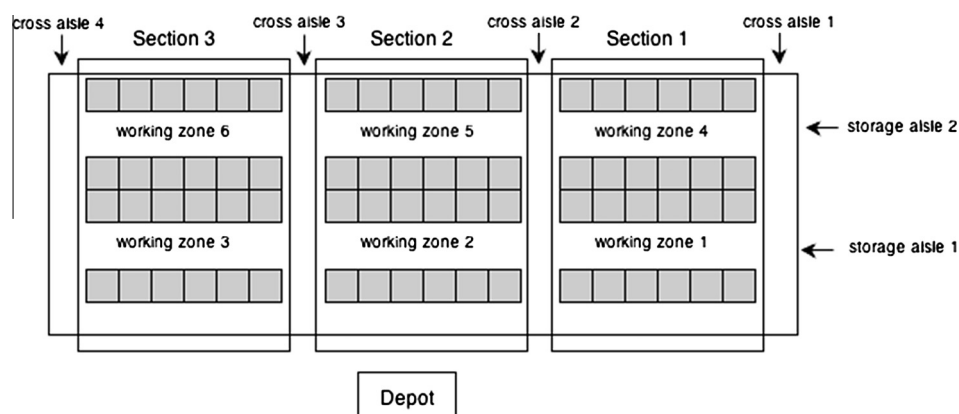 cross aisle 4
cross aisle 3
cross aisle 2
cross aisle 1
Section 3
Section 2
Section 1
working zone 6
working zone 5
working zone 4
storage aisle 2
working zone 3
working zone 2
working zone 1
storage aisle 1
Depot